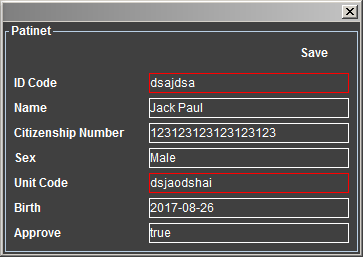 Patinet
Save
ID Code dsajdsa
Name Jack Paul
Citizenship Number 123123123123123123
Sex Male
Unit Code dsjaodshai
Birth 2017-08-26
Approve true